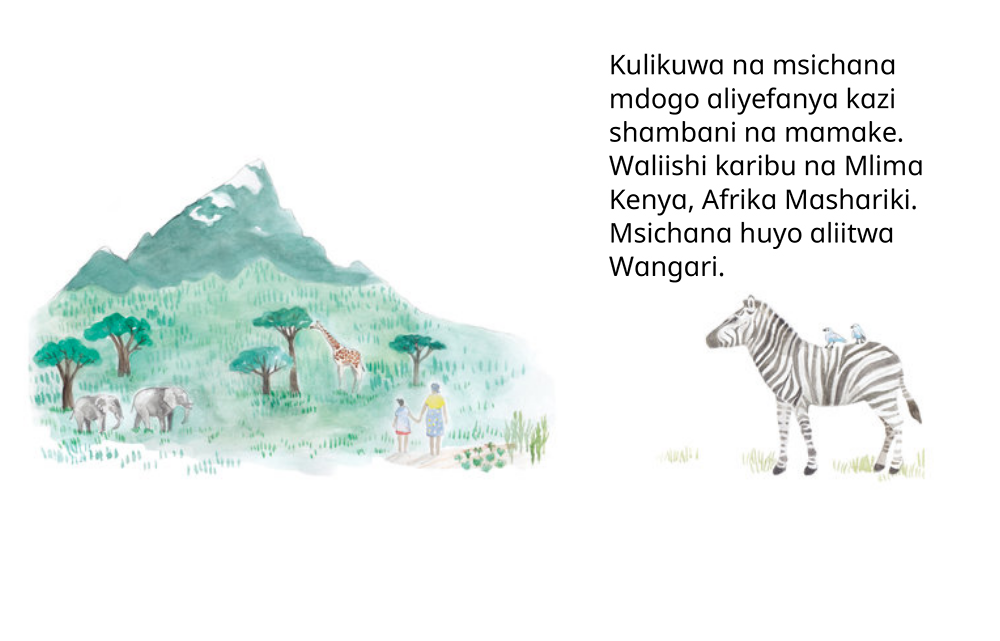 Kulikuwa na msichana
mdogo aliyefanya kazi
shambani na mamake.
Waliishi karibu na Mlima
Kenya, Afrika Mashariki.
Msichana huyo aliitwa
Wangari.